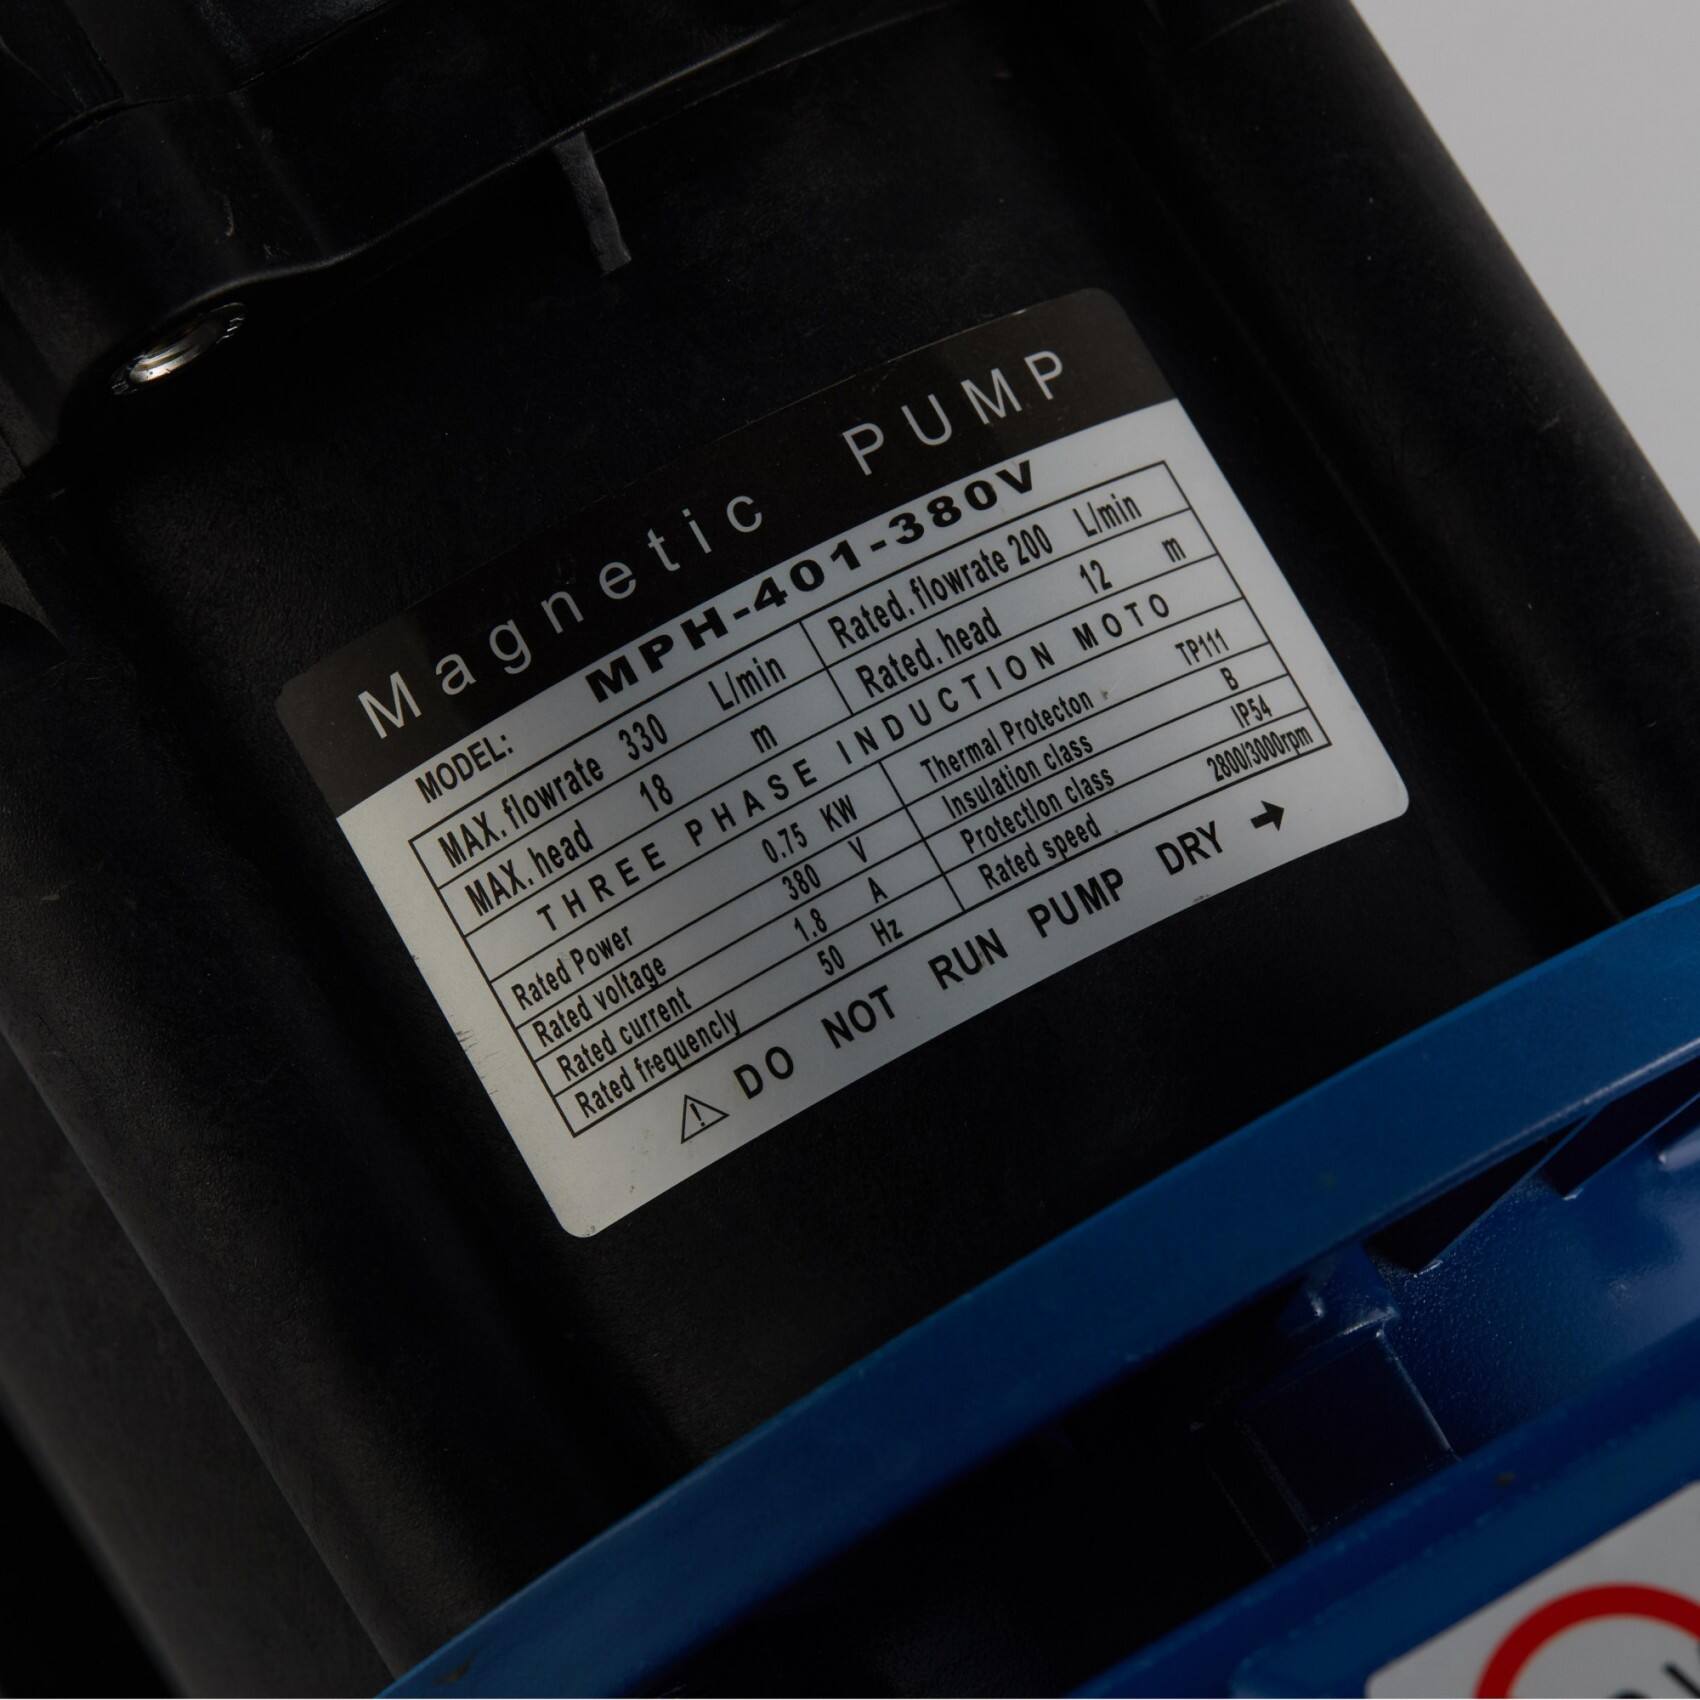 Magnetic PUMP
MODEL: MPH-401-380V
MAX. flowrate 330 L/min Rated. flowrate 200 L/min
MAX. head 18 m Rated. head 12 m
THREE PHASE INDUCTION MOTO
Rated Power 0.75 KW Thermal Protecton TP111
Rated voltage 380 V Insulation class B
Rated current 1.8 A Protection class IP54
Rated frequencly 50 Hz Rated speed 2800/3000rpm
DO NOT RUN PUMP DRY